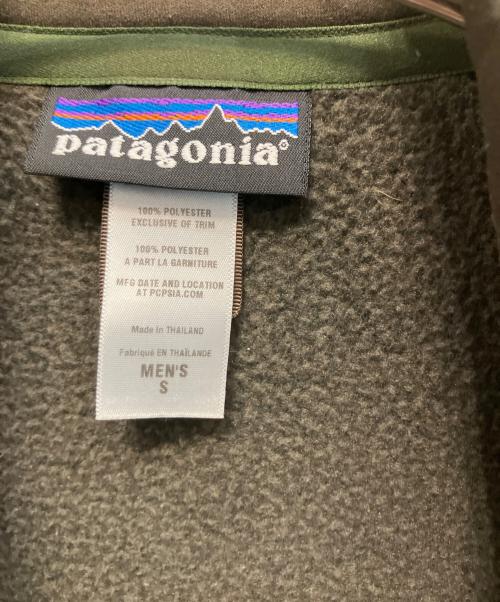 patagonia®
100% POLYESTER
EXCLUSIVE OF TRIM
100% POLYESTER
A PART LA GARNITURE
MFG DATE AND LOCATION
AT PCPSIA.COM
Made in THAILAND
Fabriqué EN THAÏLANDE
MEN'S
S